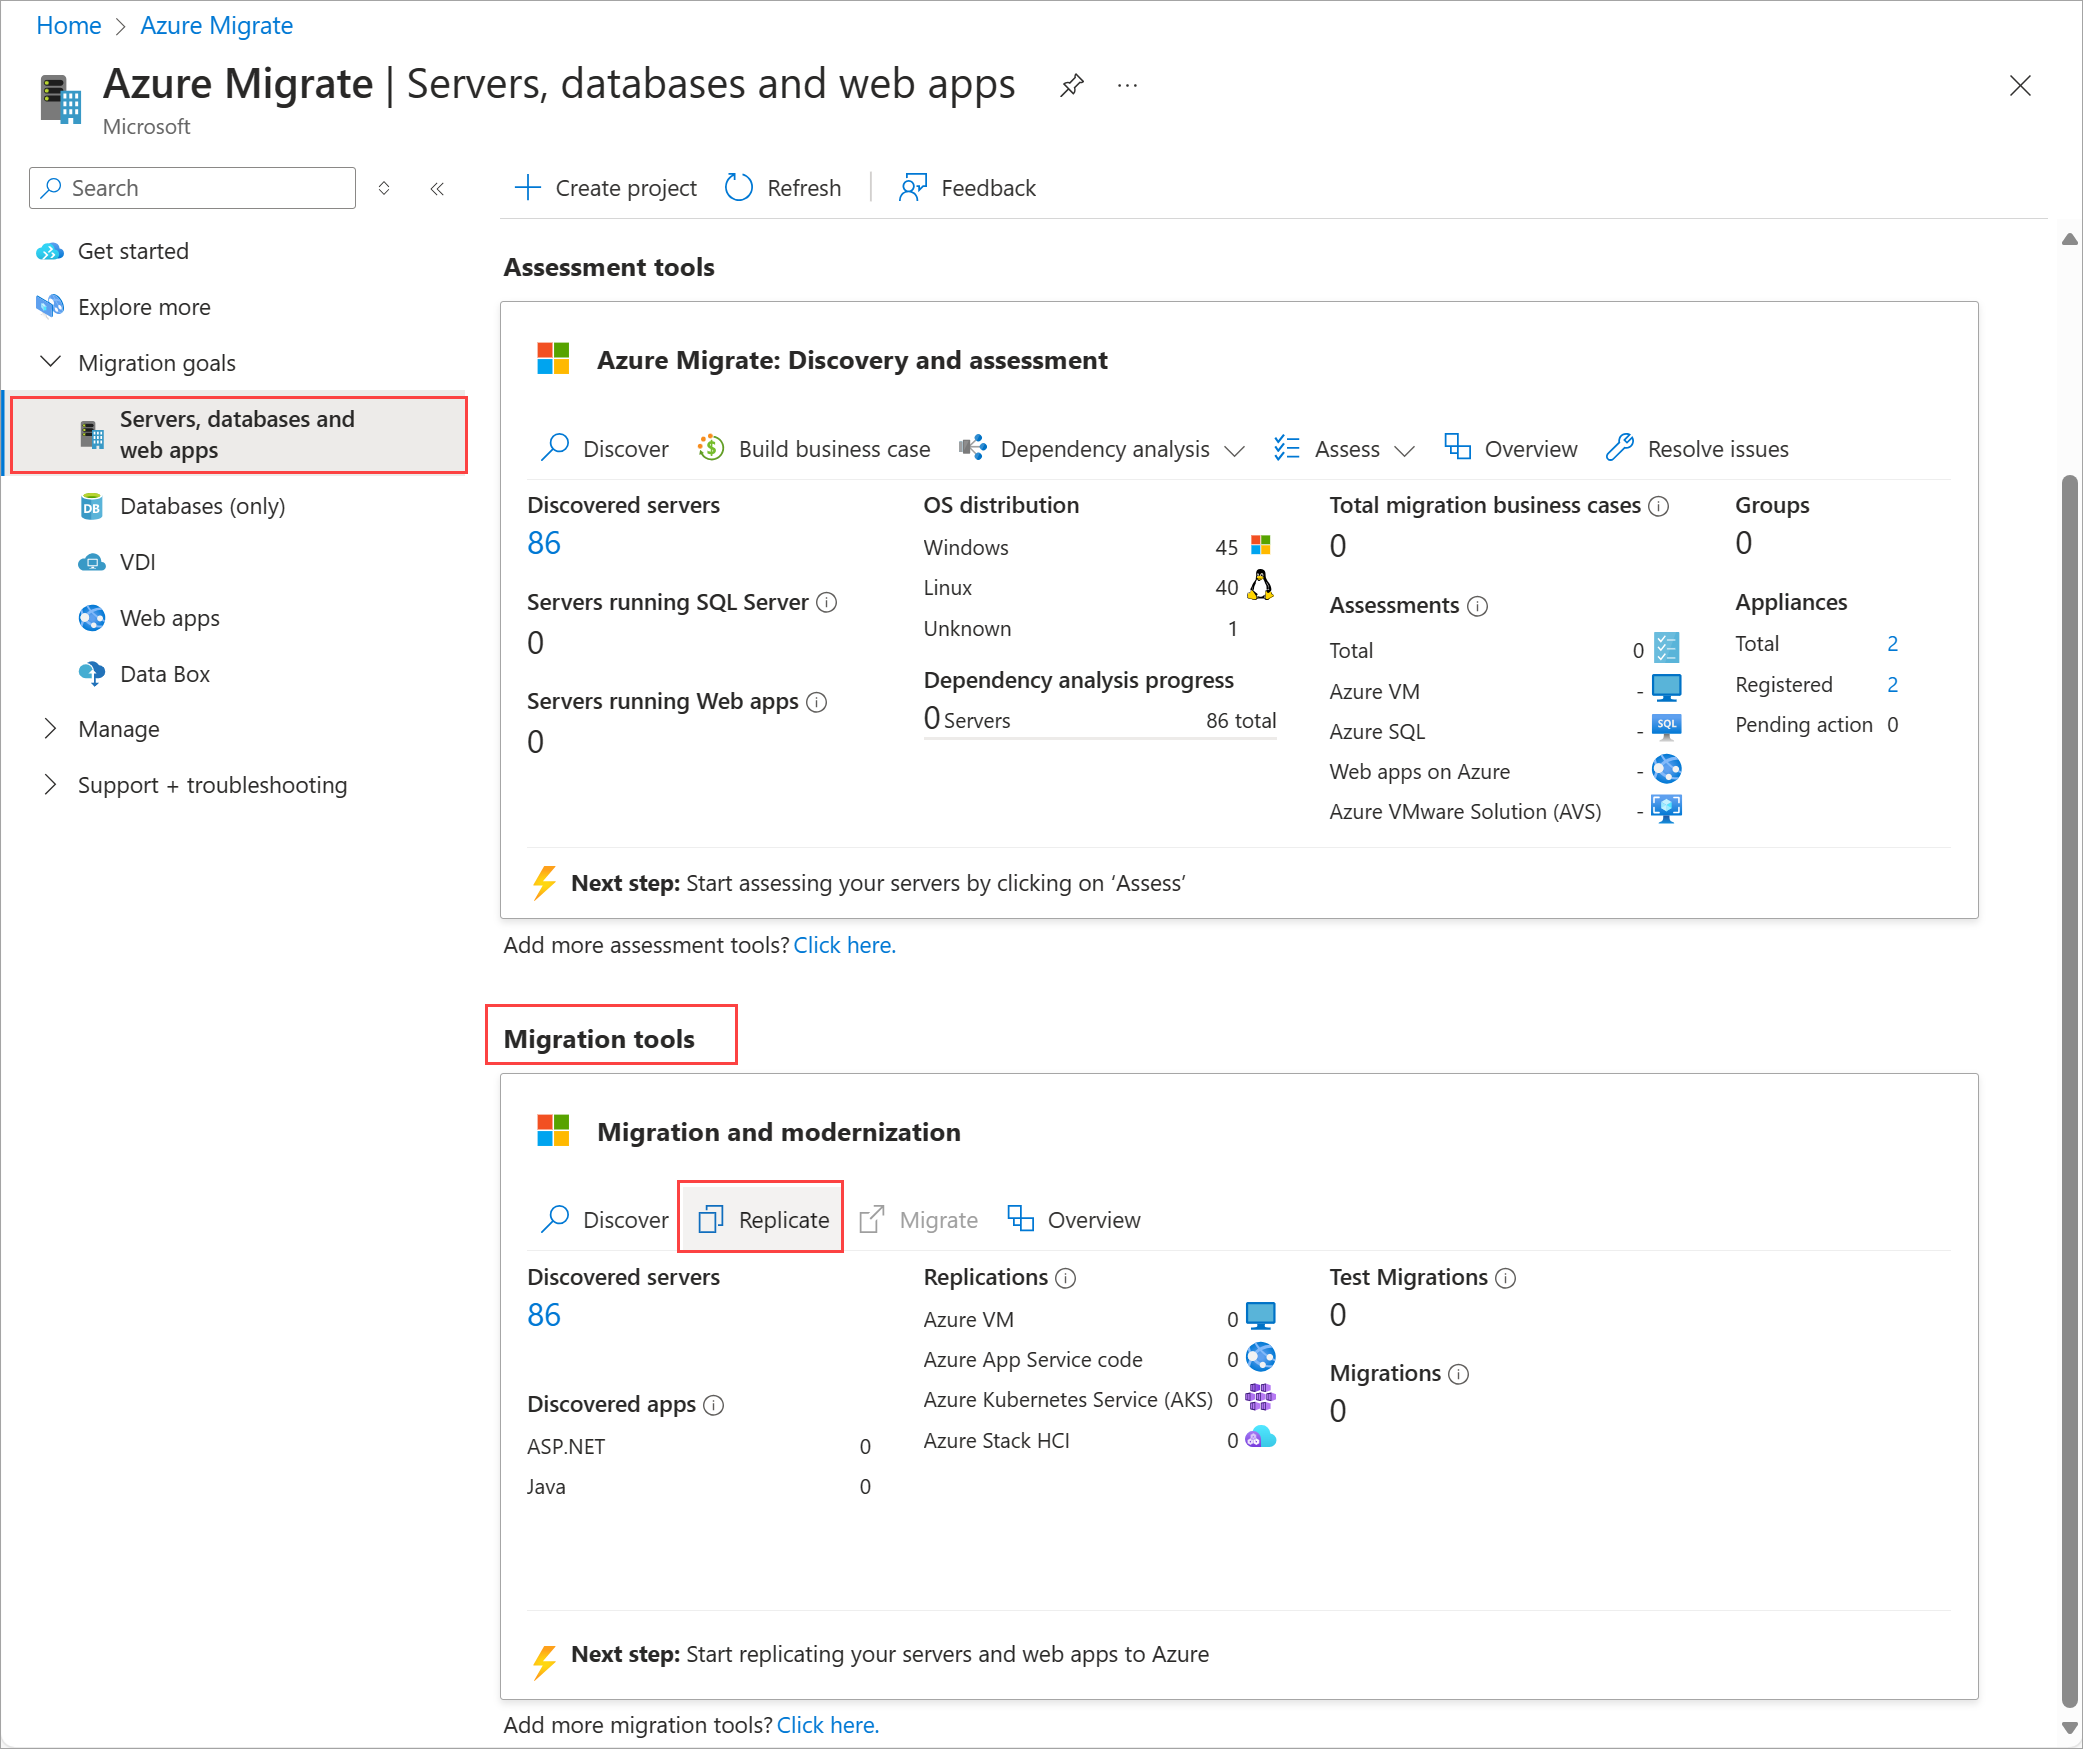 Home > Azure Migrate
Azure Migrate | Servers, databases and web apps
Microsoft
Search
Get started
Explore more
Migration goals
Servers, databases and
web apps
Databases (only)
VDI
Web apps
Data Box
Manage
Support + troubleshooting
Create project Refresh Feedback
Assessment tools
Azure Migrate: Discovery and assessment
Discover Build business case Dependency analysis Assess Overview Resolve issues
Discovered servers
86
Servers running SQL Server
0
Servers running Web apps
0
OS distribution
Windows 45
Linux 40
Unknown 1
Dependency analysis progress
0 Servers 86 total
Total migration business cases
0
Assessments
Total 0
Azure VM -
Azure SQL - SQL
Web apps on Azure -
Azure VMware Solution (AVS) -
Groups
0
Appliances
Total 2
Registered 2
Pending action 0
Next step: Start assessing your servers by clicking on ‘Assess’
Add more assessment tools? Click here.
Migration tools
Migration and modernization
Discover Replicate Migrate Overview
Discovered servers
86
Discovered apps
ASP.NET 0
Java 0
Replications
Azure VM 0
Azure App Service code 0
Azure Kubernetes Service (AKS) 0
Azure Stack HCI 0
Test Migrations
0
Migrations
0
Next step: Start replicating your servers and web apps to Azure
Add more migration tools? Click here.